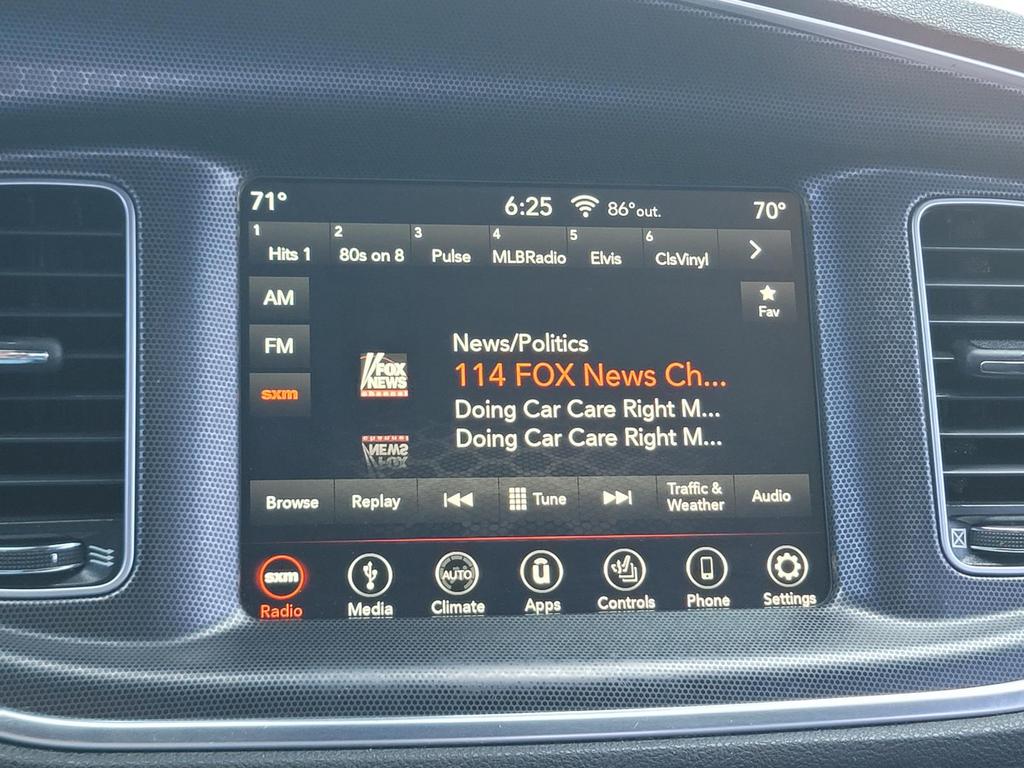 71° 6:25 86°out. 70°
1 2 3 4 5 6
Hits 1 80s on 8 Pulse MLBRadio Elvis ClsVinyl
AM
Fav
FM
News/Politics
FOX
NEWS
channel
114 FOX News Ch...
sxm
Doing Car Care Right M...
Doing Car Care Right M...
Browse Replay Tune Traffic &
Weather Audio
sxm AUTO
Radio Media Climate Apps Controls Phone Settings